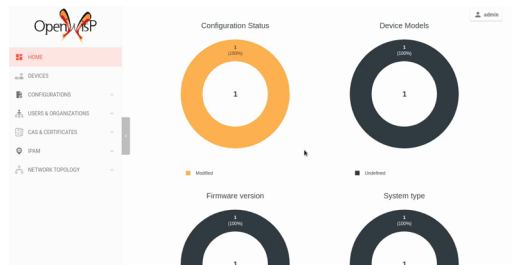 OpenWISP
admin
HOME
DEVICES
CONFIGURATIONS
USERS & ORGANIZATIONS
CAS & CERTIFICATES
IPAM
NETWORK TOPOLOGY
Configuration Status
1
(100%)
1
Modified
Device Models
1
(100%)
1
Undefined
Firmware version
1
(100%)
1
System type
1
(100%)
1